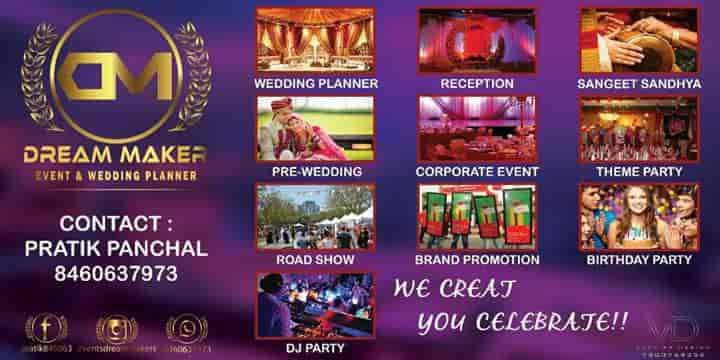 DM
DREAM MAKER
EVENT & WEDDING PLANNER
CONTACT :
PRATIK PANCHAL
8460637973
WEDDING PLANNER
RECEPTION
SANGEET SANDHYA
PRE-WEDDING
CORPORATE EVENT
THEME PARTY
ROAD SHOW
BRAND PROMOTION
BIRTHDAY PARTY
DJ PARTY
WE CREAT
YOU CELEBRATE!!